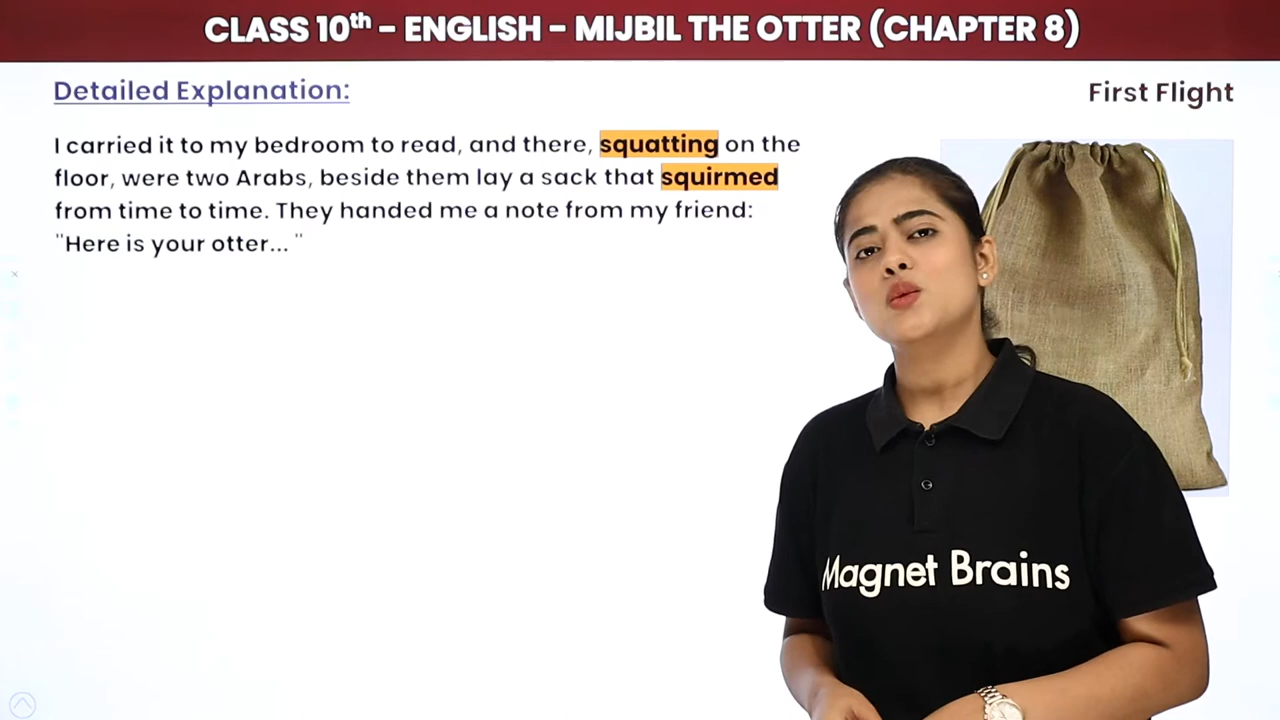 CLASS 10th - ENGLISH - MIJBIL THE OTTER (CHAPTER 8)
Detailed Explanation:
First Flight
I carried it to my bedroom to read, and there, squatting on the
floor, were two Arabs, beside them lay a sack that squirmed
from time to time. They handed me a note from my friend:
"Here is your otter... "
Magnet Brains